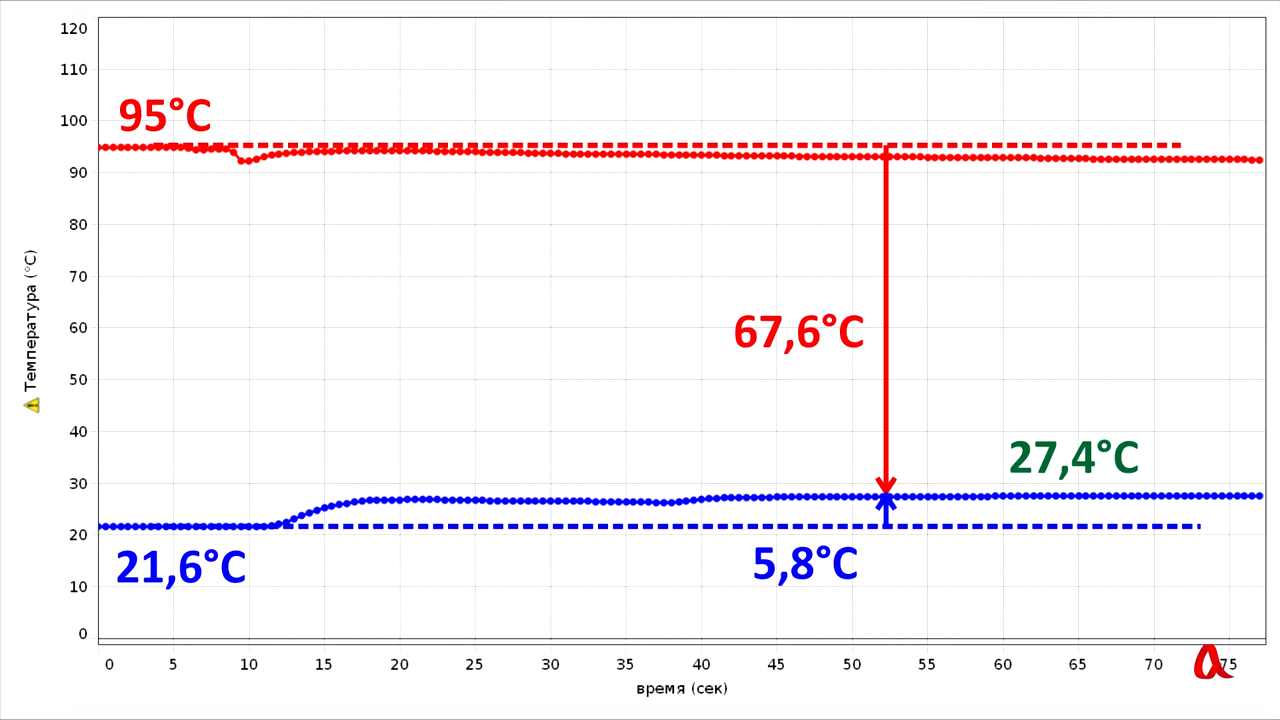 120
110
95°C
100
90
80
70
67,6°C
60
50
40
27,4°C
30
20
21,6°C
5,8°C
10
0
Температура (°C)
0 5 10 15 20 25 30 35 40 45 50 55 60 65 70 75
время (сек)
a